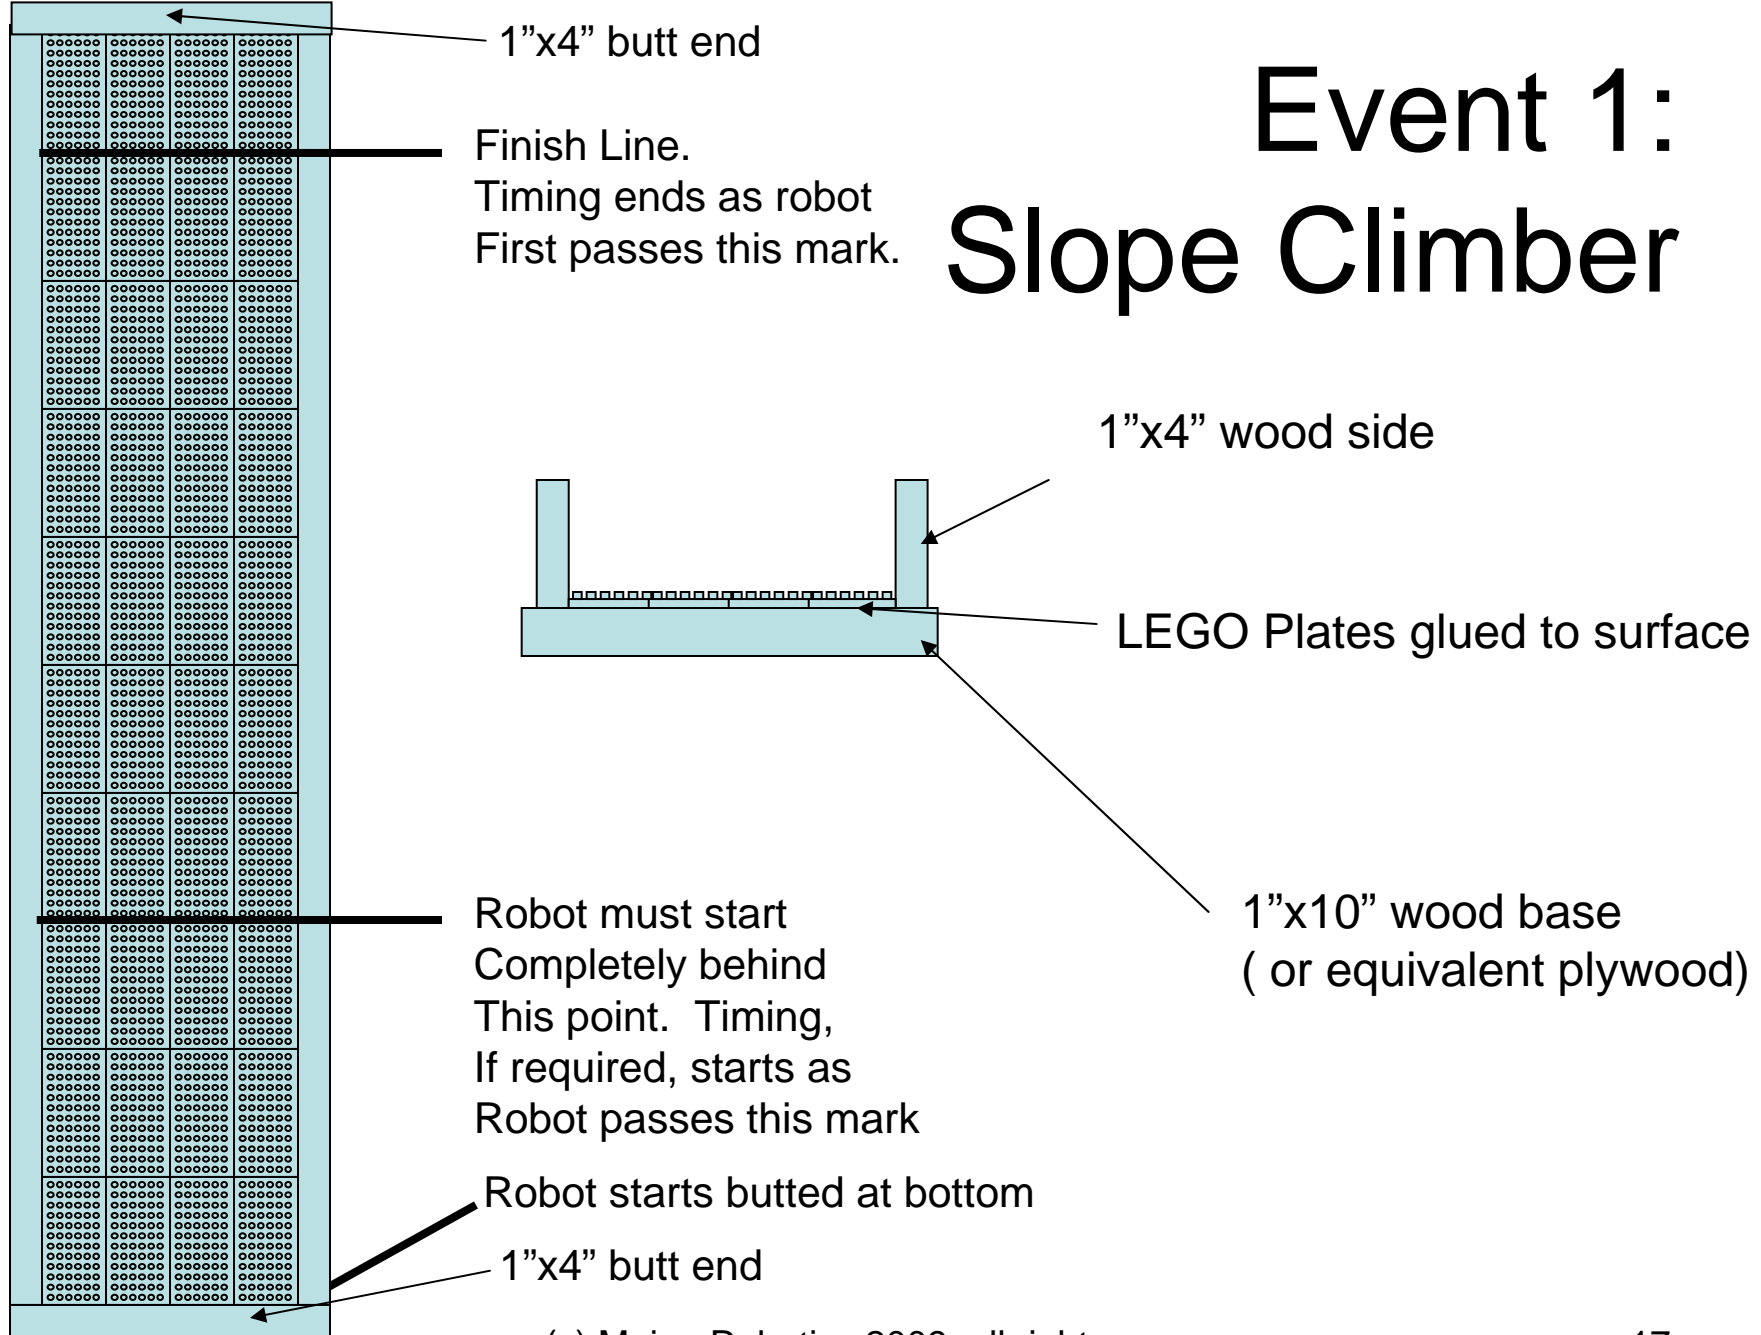 1”x4” butt end
Event 1:
Slope Climber
Finish Line.
Timing ends as robot
First passes this mark.
1”x4” wood side
LEGO Plates glued to surface
1”x10” wood base
( or equivalent plywood)
Robot must start
Completely behind
This point.  Timing,
If required, starts as
Robot passes this mark
Robot starts butted at bottom
1”x4” butt end